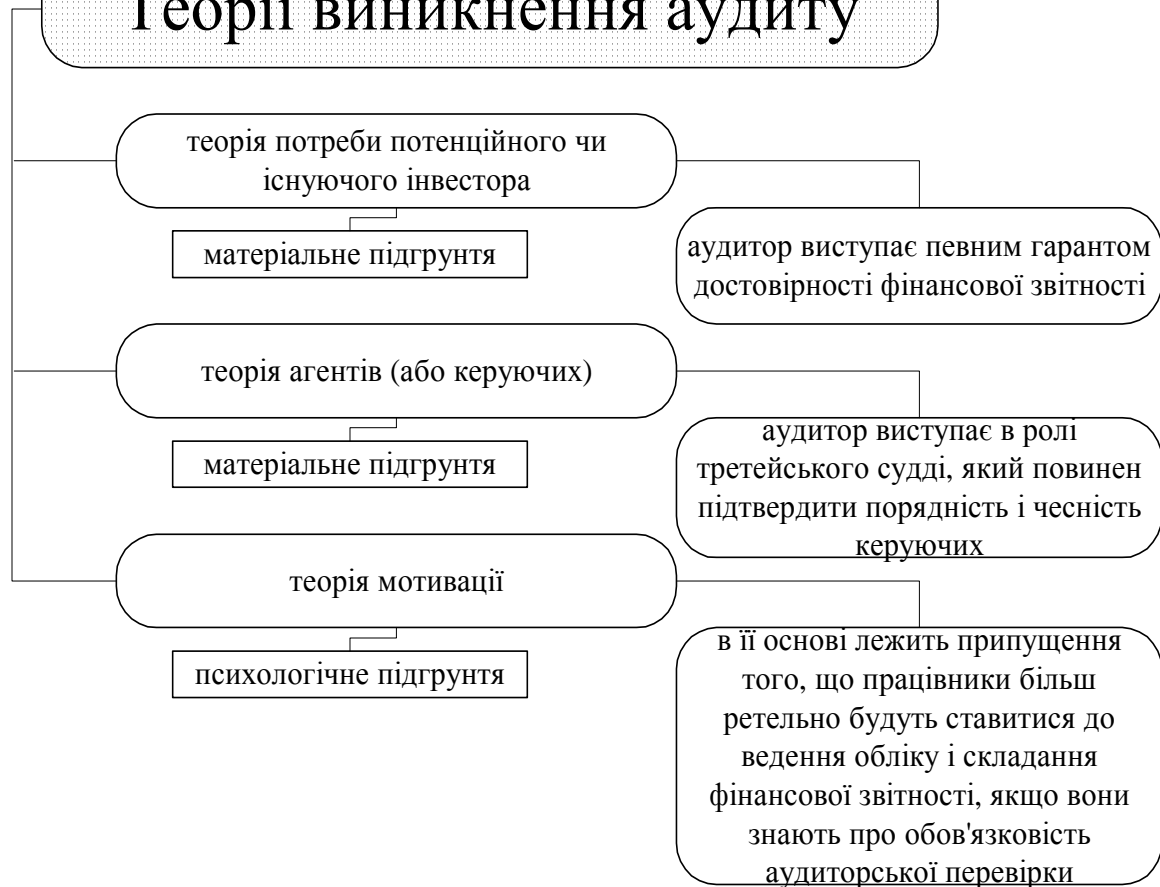 Теорії виникнення аудиту
теорія потреби потенційного чи
існуючого інвестора
матеріальне підгрунтя
аудитор виступає певним гарантом
достовірності фінансової звітності
теорія агентів (або керуючих)
матеріальне підгрунтя
аудитор виступає в ролі
третейського судді, який повинен
підтвердити порядність і чесність
керуючих
теорія мотивації
психологічне підгрунтя
в її основі лежить припущення
того, що працівники більш
ретельно будуть ставитися до
ведення обліку і складання
фінансової звітності, якщо вони
знають про обов'язковість
аудиторської перевірки